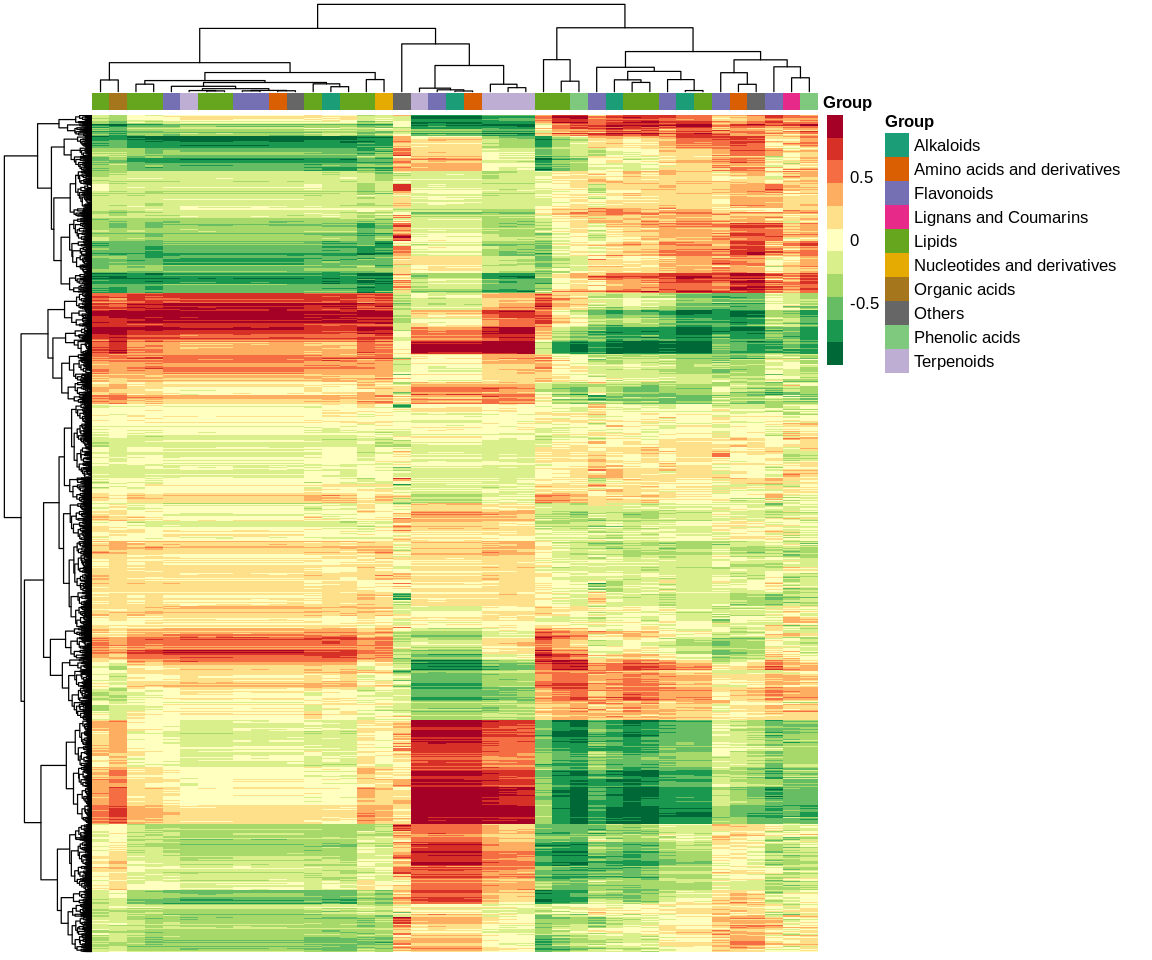 Group
Group
Alkaloids
Amino acids and derivatives
Flavonoids
Lignans and Coumarins
Lipids
Nucleotides and derivatives
Organic acids
Others
Phenolic acids
Terpenoids
0.5
0
-0.5